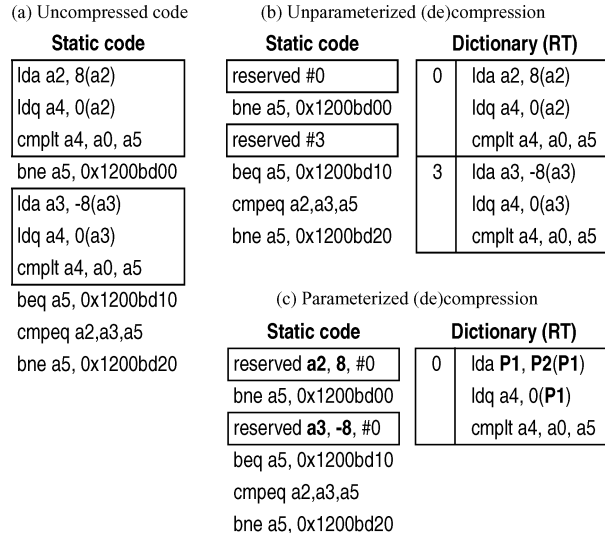 (a) Uncompressed code
Static code
lda a2, 8(a2)
ldq a4, 0(a2)
cmplt a4, a0, a5
bne a5, 0x1200bd00
lda a3, -8(a3)
ldq a4, 0(a3)
cmplt a4, a0, a5
beq a5, 0x1200bd10
cmpeq a2,a3,a5
bne a5, 0x1200bd20
(b) Unparameterized (de)compression
Static code
reserved #0
bne a5, 0x1200bd00
reserved #3
beq a5, 0x1200bd10
cmpeq a2,a3,a5
bne a5, 0x1200bd20
Dictionary (RT)
0 lda a2, 8(a2)
ldq a4, 0(a2)
cmplt a4, a0, a5
3 lda a3, -8(a3)
ldq a4, 0(a3)
cmplt a4, a0, a5
(c) Parameterized (de)compression
Static code
reserved a2, 8, #0
bne a5, 0x1200bd00
reserved a3, -8, #0
beq a5, 0x1200bd10
cmpeq a2,a3,a5
bne a5, 0x1200bd20
Dictionary (RT)
0 lda P1, P2(P1)
ldq a4, 0(P1)
cmplt a4, a0, a5